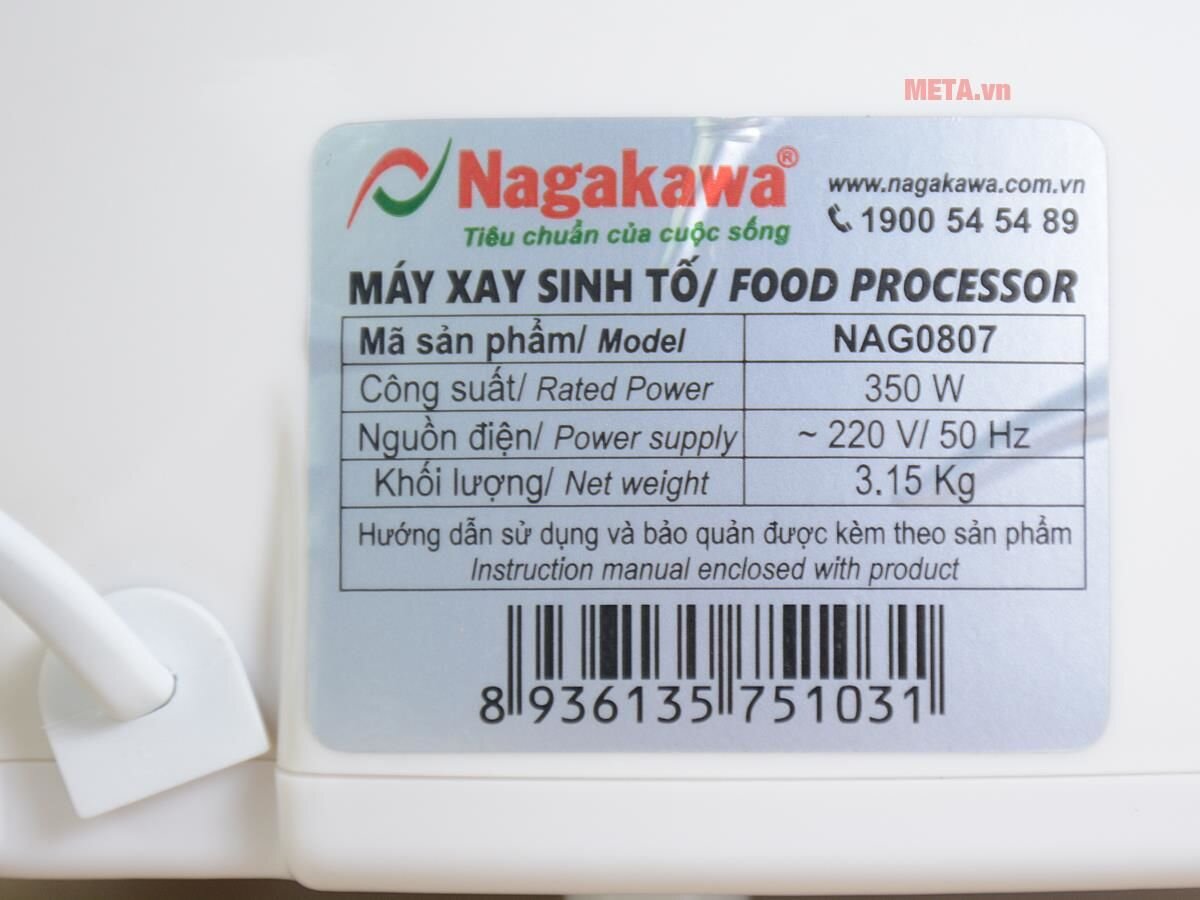 META.vn
Nagakawa®
Tiêu chuẩn của cuộc sống
www.nagakawa.com.vn
1900 54 54 89
MÁY XAY SINH TỐ/ FOOD PROCESSOR
Mã sản phẩm/ Model NAG0807
Công suất/ Rated Power 350 W
Nguồn điện/ Power supply ~ 220 V/ 50 Hz
Khối lượng/ Net weight 3.15 Kg
Hướng dẫn sử dụng và bảo quản được kèm theo sản phẩm
Instruction manual enclosed with product
8 936135 751031